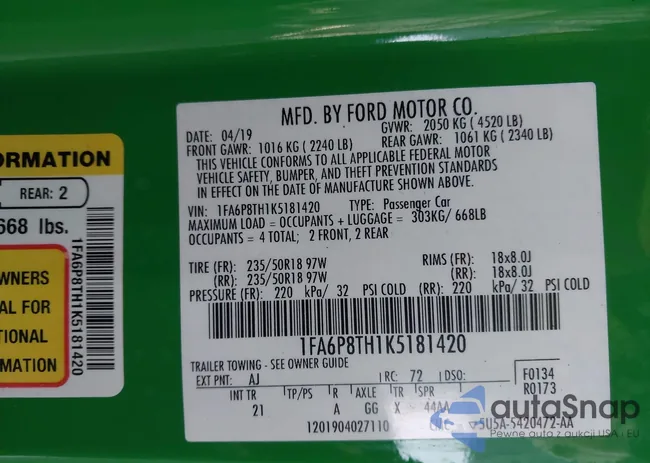 ORMATION
REAR: 2
668 lbs.
WNERS
AL FOR
TIONAL
RMATION
1FA6P8TH1K5181420
MFD. BY FORD MOTOR CO.
DATE: 04/19 GVWR: 2050 KG ( 4520 LB)
FRONT GAWR: 1016 KG ( 2240 LB) REAR GAWR: 1061 KG ( 2340 LB)
THIS VEHICLE CONFORMS TO ALL APPLICABLE FEDERAL MOTOR
VEHICLE SAFETY, BUMPER, AND THEFT PREVENTION STANDARDS
IN EFFECT ON THE DATE OF MANUFACTURE SHOWN ABOVE.
VIN: 1FA6P8TH1K5181420 TYPE: Passenger Car
MAXIMUM LOAD = OCCUPANTS + LUGGAGE = 303KG/ 668LB
OCCUPANTS = 4 TOTAL; 2 FRONT, 2 REAR
TIRE (FR): 235/50R18 97W RIMS (FR): 18x8.0J
(RR): 235/50R18 97W (RR): 18x8.0J
PRESSURE (FR): 220 kPa/ 32 PSI COLD (RR): 220 kPa/ 32 PSI COLD
1FA6P8TH1K5181420
TRAILER TOWING - SEE OWNER GUIDE
EXT PNT: AJ RC: 72 DSO: F0134
INT TR TP/PS R AXLE TR SPR R0173
21 A GG X 44AA
1201904027110 5U5A-5420472-AA
autaSnap
Pewne auta z aukcji USA i EU